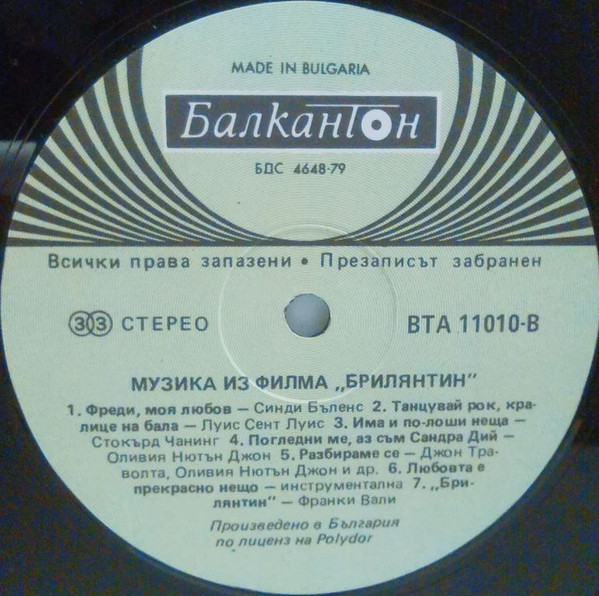 MADE IN BULGARIA
Балкантон
БДС 4648-79
Всички права запазени • Презаписът забранен
33 СТЕРЕО
ВТА 11010-В
МУЗИКА ИЗ ФИЛМА „БРИЛЯНТИН"
1. Фреди, моя любов — Синди Бъленс 2. Танцувай рок, кра-
лице на бала — Луис Сент Луис 3. Има и по-лоши неща —
Стокърд Чанинг 4. Погледни ме, аз съм Сандра Дий —
Оливия Нютън Джон 5. Разбираме се — Джон Тра-
волта, Оливия Нютън Джон и др. 6. Любовта е
прекрасно нещо — инструментална 7. „Бри-
лянтин" — Франки Вали
Произведено в България
по лиценз на Polydor